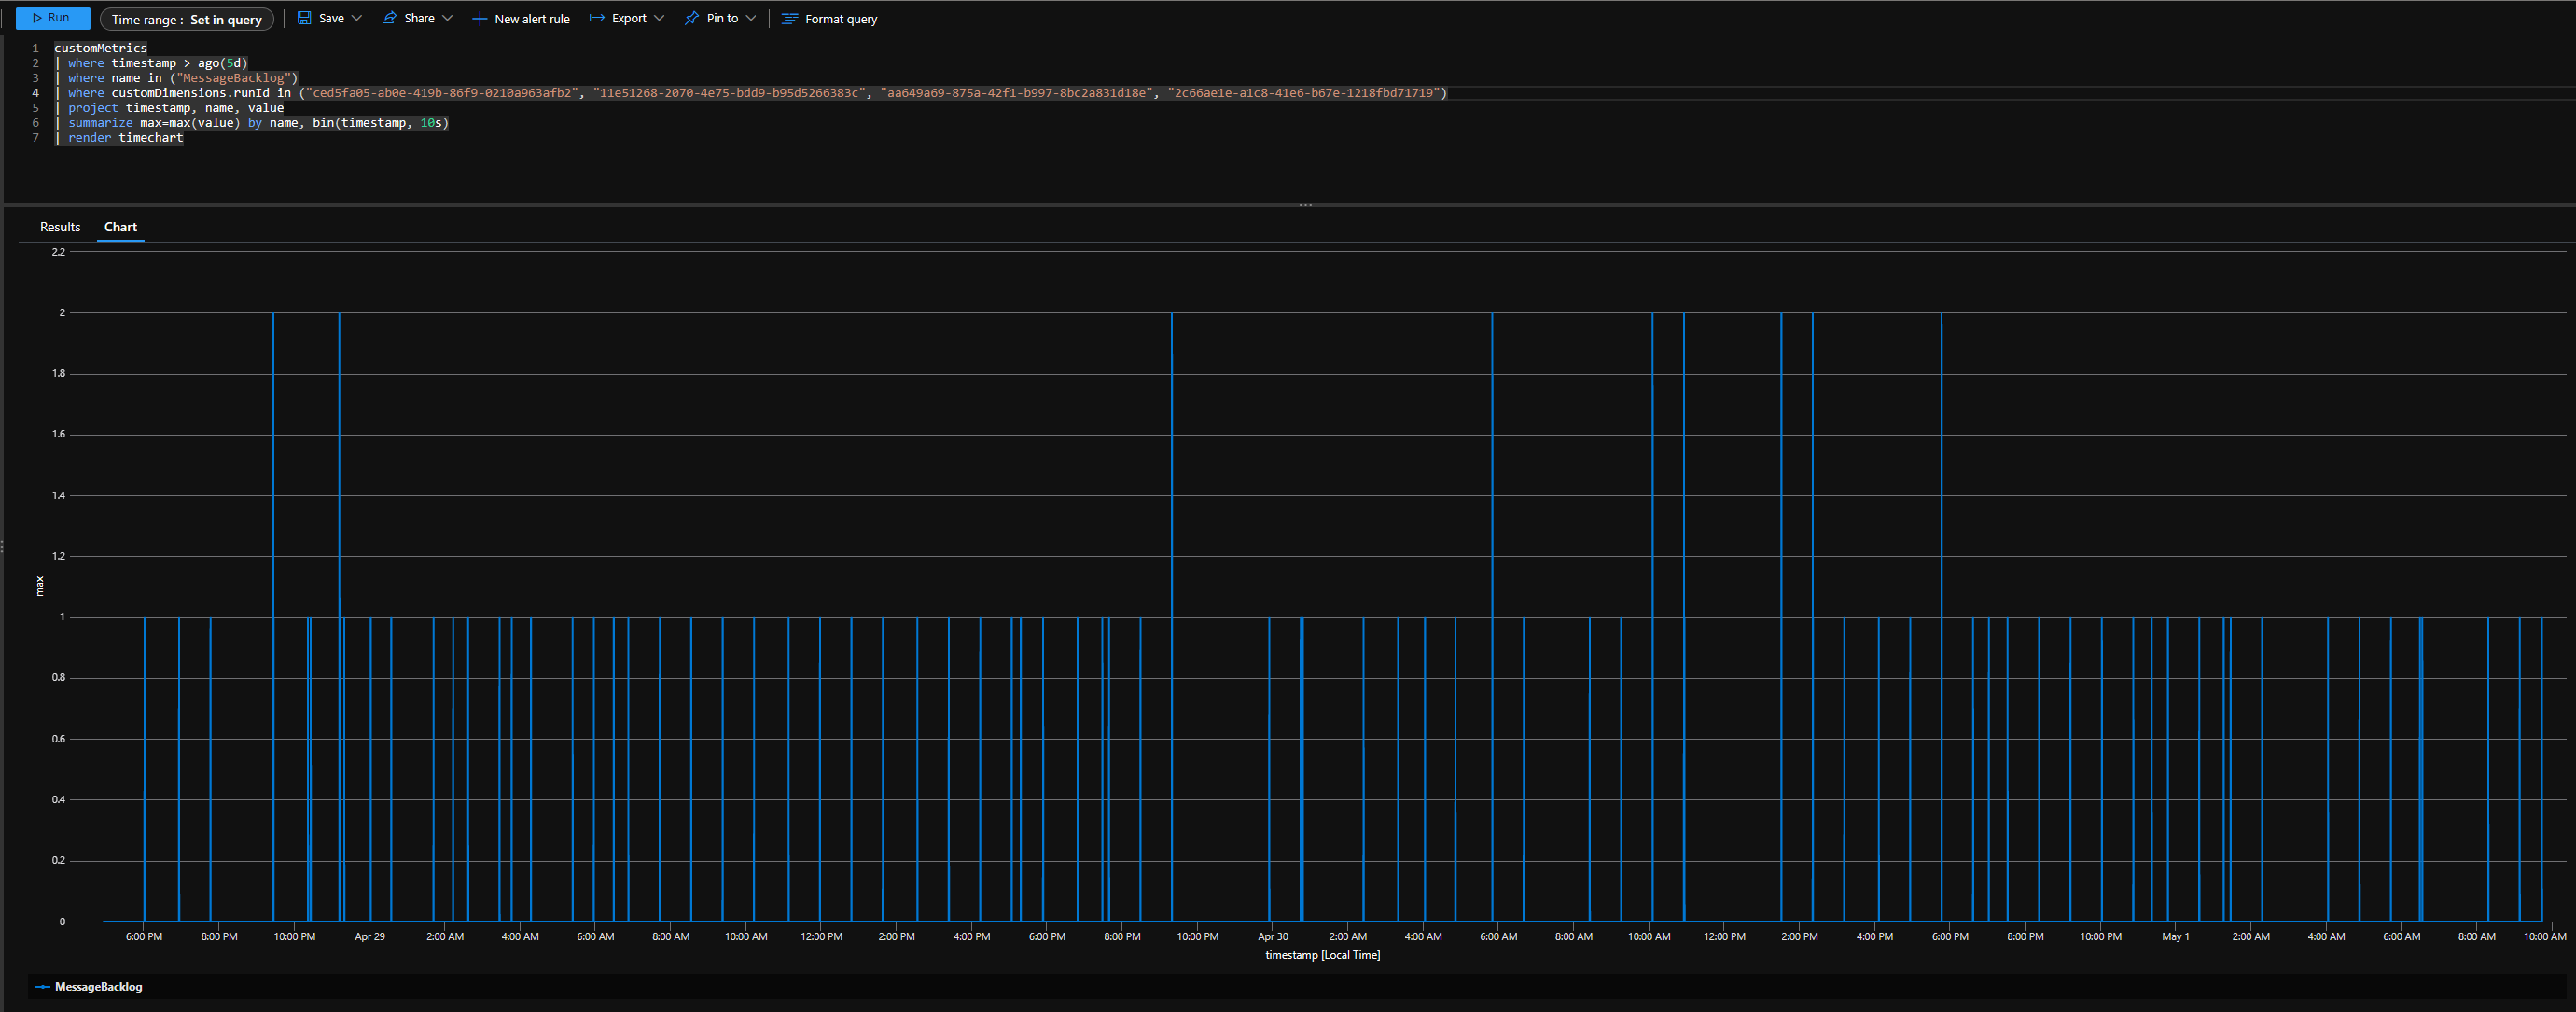 Run Time range : Set in query Save Share New alert rule Export Pin to Format query
1 customMetrics
2 | where timestamp > ago(5d)
3 | where name in ("MessageBacklog")
4 | where customDimensions.runId in ("ced5fa05-ab0e-419b-86f9-0210a963afb2", "11e51268-2070-4e75-bdd9-b95d5266383c", "aa649a69-875a-42f1-b997-8bc2a831d18e", "2c66ae1e-a1c8-41e6-b67e-1218fbd71719")
5 | project timestamp, name, value
6 | summarize max=max(value) by name, bin(timestamp, 10s)
7 | render timechart
Results Chart
2.2
2
1.8
1.6
1.4
1.2
max
1
0.8
0.6
0.4
0.2
0
6:00 PM 8:00 PM 10:00 PM Apr 29 2:00 AM 4:00 AM 6:00 AM 8:00 AM 10:00 AM 12:00 PM 2:00 PM 4:00 PM 6:00 PM 8:00 PM 10:00 PM Apr 30 2:00 AM 4:00 AM 6:00 AM 8:00 AM 10:00 AM 12:00 PM 2:00 PM 4:00 PM 6:00 PM 8:00 PM 10:00 PM May 1 2:00 AM 4:00 AM 6:00 AM 8:00 AM 10:00 AM
timestamp [Local Time]
MessageBacklog